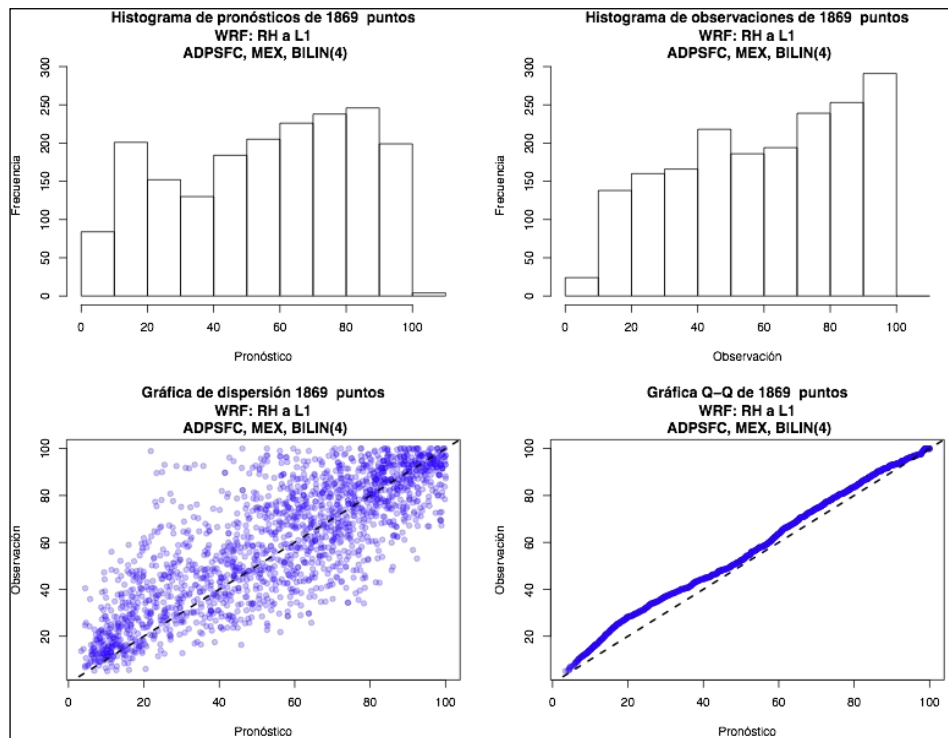 Histograma de pronósticos de 1869 puntos
WRF: RH a L1
ADPSFC, MEX, BILIN(4)
Frecuencia
300
250
200
150
100
50
0
0 20 40 60 80 100
Pronóstico
Histograma de observaciones de 1869 puntos
WRF: RH a L1
ADPSFC, MEX, BILIN(4)
Frecuencia
300
250
200
150
100
50
0
0 20 40 60 80 100
Observación
Gráfica de dispersión 1869 puntos
WRF: RH a L1
ADPSFC, MEX, BILIN(4)
Observación
100
80
60
40
20
0 20 40 60 80 100
Pronóstico
Gráfica Q−Q de 1869 puntos
WRF: RH a L1
ADPSFC, MEX, BILIN(4)
Observación
100
80
60
40
20
0 20 40 60 80 100
Pronóstico